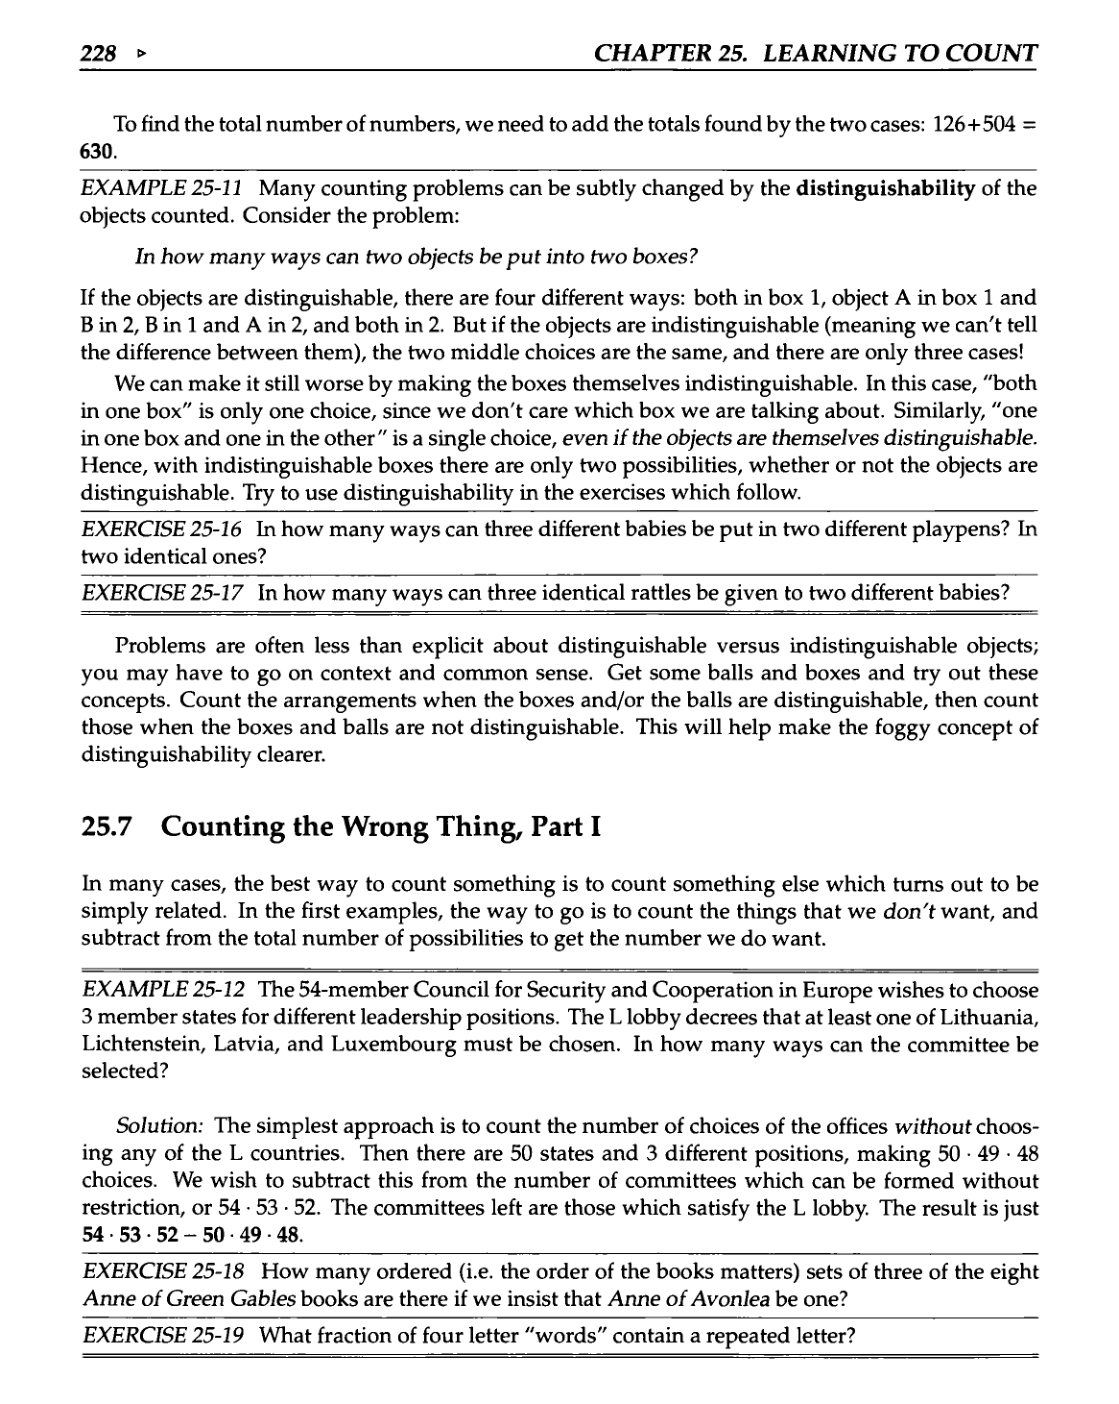 228 ▹ CHAPTER 25. LEARNING TO COUNT
To find the total number of numbers, we need to add the totals found by the two cases: 126+504 =
630.
EXAMPLE 25-11 Many counting problems can be subtly changed by the distinguishability of the
objects counted. Consider the problem:
In how many ways can two objects be put into two boxes?
If the objects are distinguishable, there are four different ways: both in box 1, object A in box 1 and
B in 2, B in 1 and A in 2, and both in 2. But if the objects are indistinguishable (meaning we can't tell
the difference between them), the two middle choices are the same, and there are only three cases!
We can make it still worse by making the boxes themselves indistinguishable. In this case, "both
in one box" is only one choice, since we don't care which box we are talking about. Similarly, "one
in one box and one in the other" is a single choice, even if the objects are themselves distinguishable.
Hence, with indistinguishable boxes there are only two possibilities, whether or not the objects are
distinguishable. Try to use distinguishability in the exercises which follow.
EXERCISE 25-16 In how many ways can three different babies be put in two different playpens? In
two identical ones?
EXERCISE 25-17 In how many ways can three identical rattles be given to two different babies?
Problems are often less than explicit about distinguishable versus indistinguishable objects;
you may have to go on context and common sense. Get some balls and boxes and try out these
concepts. Count the arrangements when the boxes and/or the balls are distinguishable, then count
those when the boxes and balls are not distinguishable. This will help make the foggy concept of
distinguishability clearer.
25.7 Counting the Wrong Thing, Part I
In many cases, the best way to count something is to count something else which turns out to be
simply related. In the first examples, the way to go is to count the things that we don't want, and
subtract from the total number of possibilities to get the number we do want.
EXAMPLE 25-12 The 54-member Council for Security and Cooperation in Europe wishes to choose
3 member states for different leadership positions. The L lobby decrees that at least one of Lithuania,
Lichtenstein, Latvia, and Luxembourg must be chosen. In how many ways can the committee be
selected?
Solution: The simplest approach is to count the number of choices of the offices without choos-
ing any of the L countries. Then there are 50 states and 3 different positions, making 50 · 49 · 48
choices. We wish to subtract this from the number of committees which can be formed without
restriction, or 54 · 53 · 52. The committees left are those which satisfy the L lobby. The result is just
54 · 53 · 52 − 50 · 49 · 48.
EXERCISE 25-18 How many ordered (i.e. the order of the books matters) sets of three of the eight
Anne of Green Gables books are there if we insist that Anne of Avonlea be one?
EXERCISE 25-19 What fraction of four letter "words" contain a repeated letter?